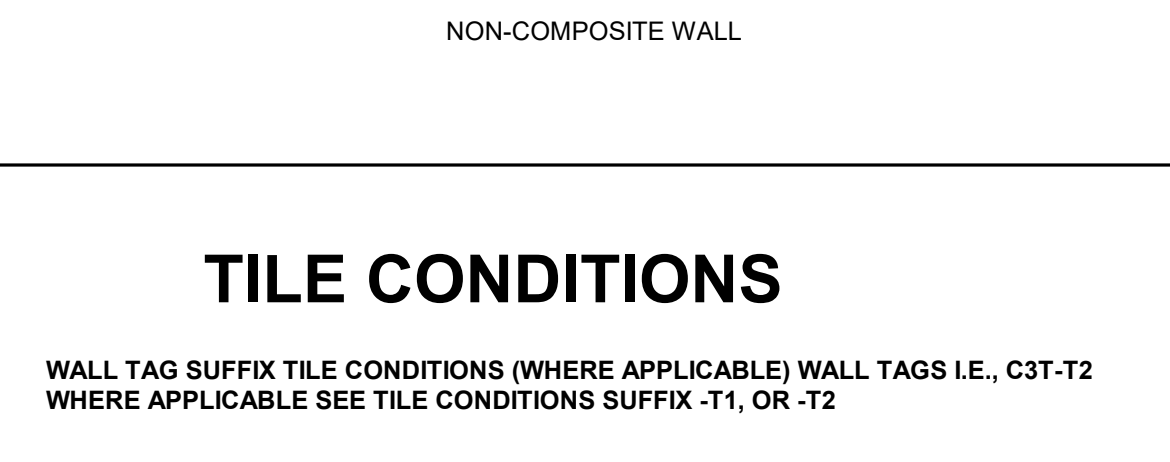 NON-COMPOSITE WALL
TILE CONDITIONS
WALL TAG SUFFIX TILE CONDITIONS (WHERE APPLICABLE) WALL TAGS I.E., C3T-T2
WHERE APPLICABLE SEE TILE CONDITIONS SUFFIX -T1, OR -T2